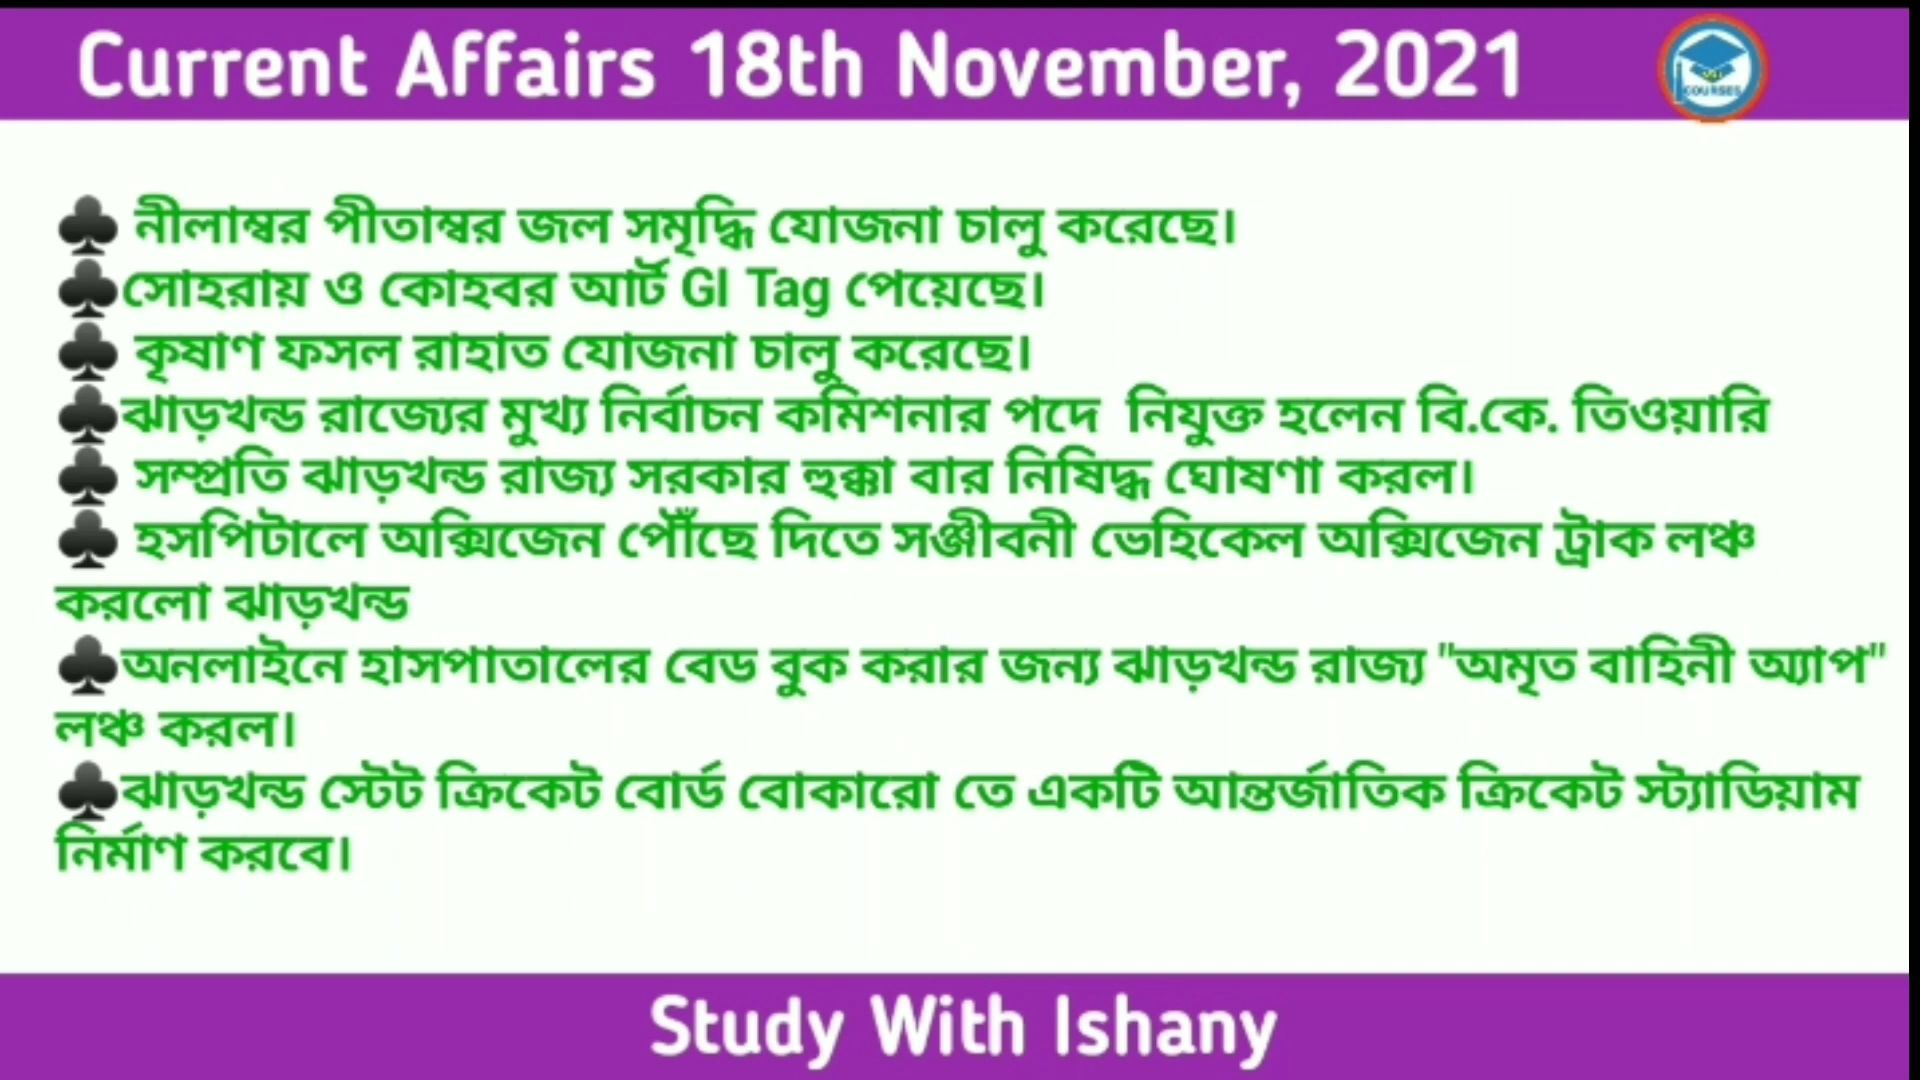 Current Affairs 18th November, 2021
COURSES
♣ নীলাম্বর পীতাম্বর জল সমৃদ্ধি যোজনা চালু করেছে।
♣সোহরায় ও কোহবর আর্ট GI Tag পেয়েছে।
♣ কৃষাণ ফসল রাহাত যোজনা চালু করেছে।
♣ঝাড়খন্ড রাজ্যের মুখ্য নির্বাচন কমিশনার পদে নিযুক্ত হলেন বি.কে. তিওয়ারি
♣ সম্প্রতি ঝাড়খন্ড রাজ্য সরকার হুক্কা বার নিষিদ্ধ ঘোষণা করল।
♣ হসপিটালে অক্সিজেন পৌঁছে দিতে সঞ্জীবনী ভেহিকেল অক্সিজেন ট্রাক লঞ্চ
করলো ঝাড়খন্ড
♣অনলাইনে হাসপাতালের বেড বুক করার জন্য ঝাড়খন্ড রাজ্য "অমৃত বাহিনী অ্যাপ"
লঞ্চ করল।
♣ঝাড়খন্ড স্টেট ক্রিকেট বোর্ড বোকারো তে একটি আন্তর্জাতিক ক্রিকেট স্ট্যাডিয়াম
নির্মাণ করবে।
Study With Ishany